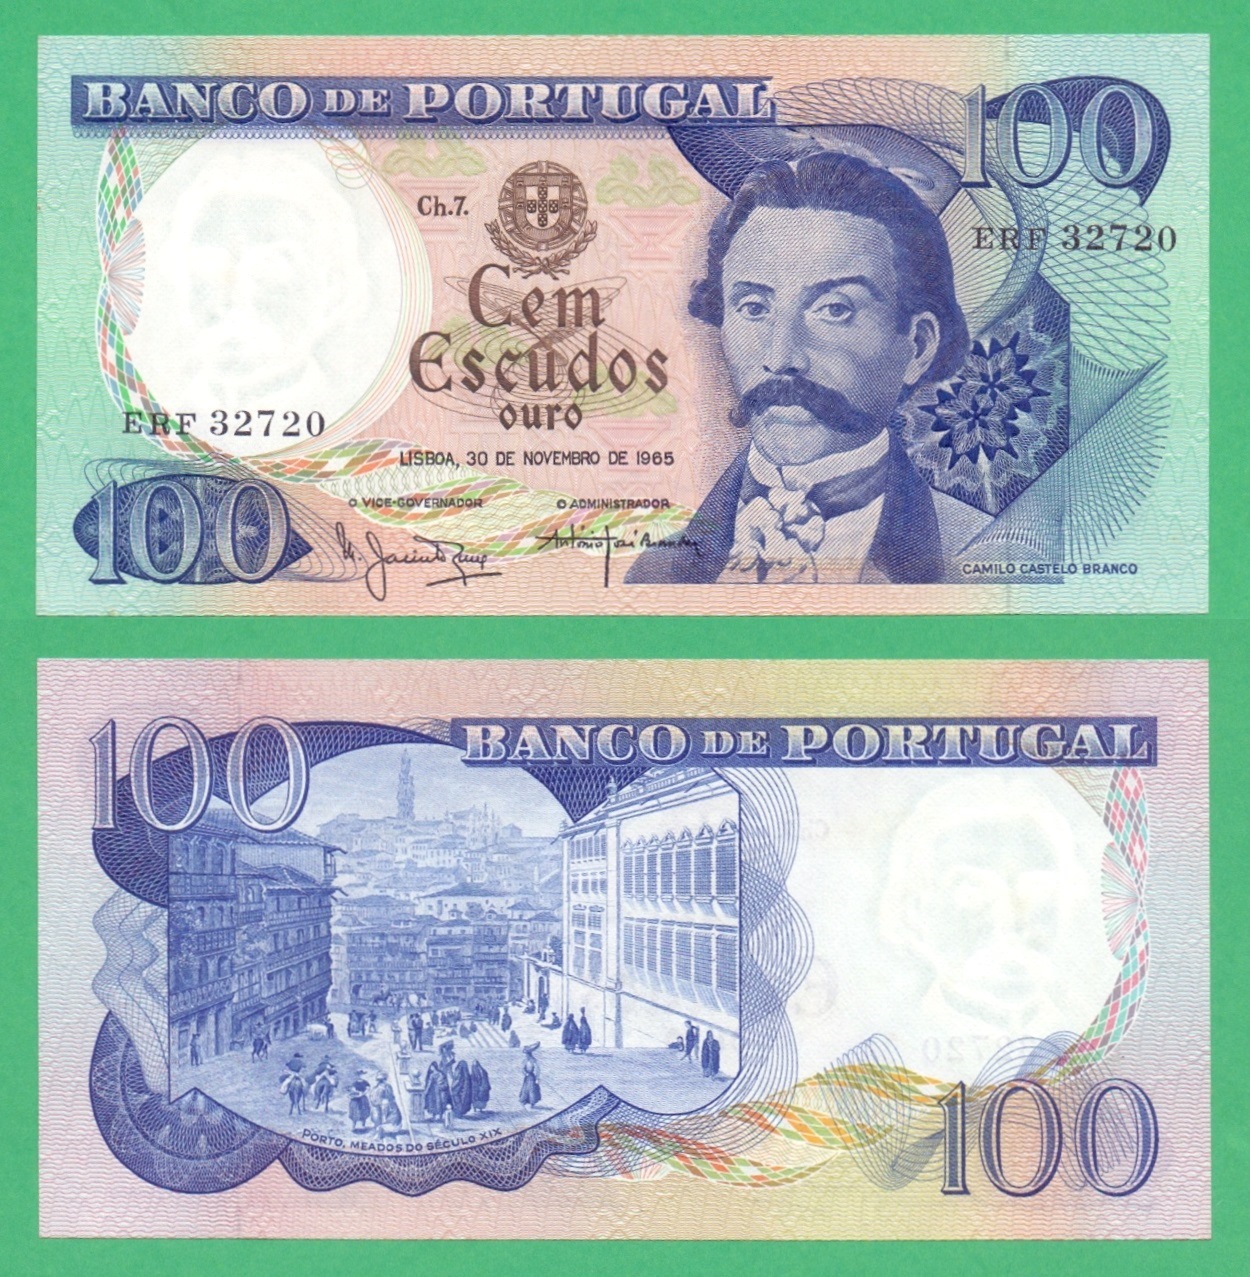 BANCO DE PORTUGAL
100
Ch.7.
ERF 32720
Cem
Escudos
ouro
ERF 32720
LISBOA, 30 DE NOVEMBRO DE 1965
O VICE-GOVERNADOR
O ADMINISTRADOR
100
CAMILO CASTELO BRANCO
100
BANCO DE PORTUGAL
PORTO, MEADOS DO SÉCULO XIX
100